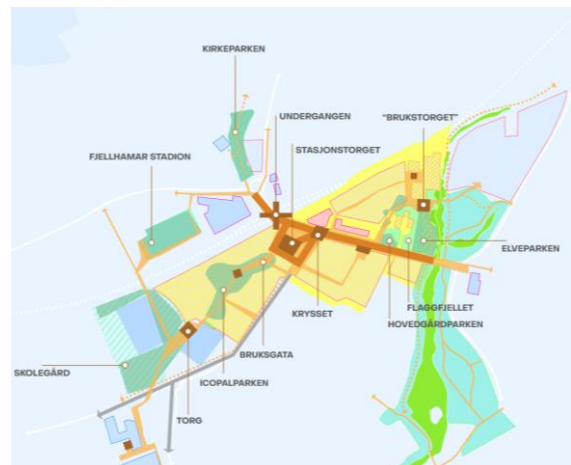 KIRKEPARKEN
UNDERGANGEN
"BRUKSTORGET"
STASJONSTORGET
FJELLHAMAR STADION
ELVEPARKEN
FLAGGFJELLET
KRYSSET
HOVEDGÅRDPARKEN
BRUKSGATA
SKOLEGÅRD
ICOPALPARKEN
TORG